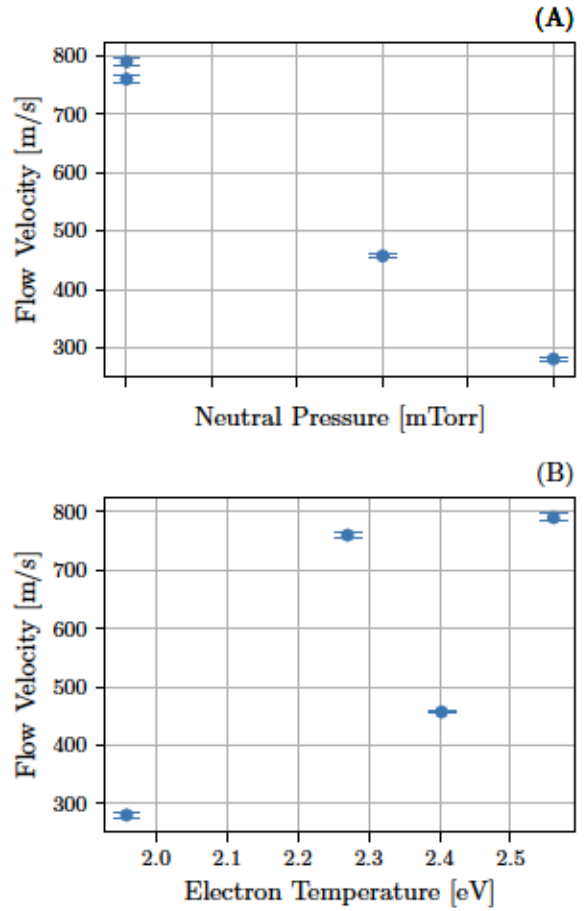 (A)
800
700
600
500
400
300
Flow Velocity [m/s]
Neutral Pressure [mTorr]
(B)
800
700
600
500
400
300
Flow Velocity [m/s]
2.0 2.1 2.2 2.3 2.4 2.5
Electron Temperature [eV]